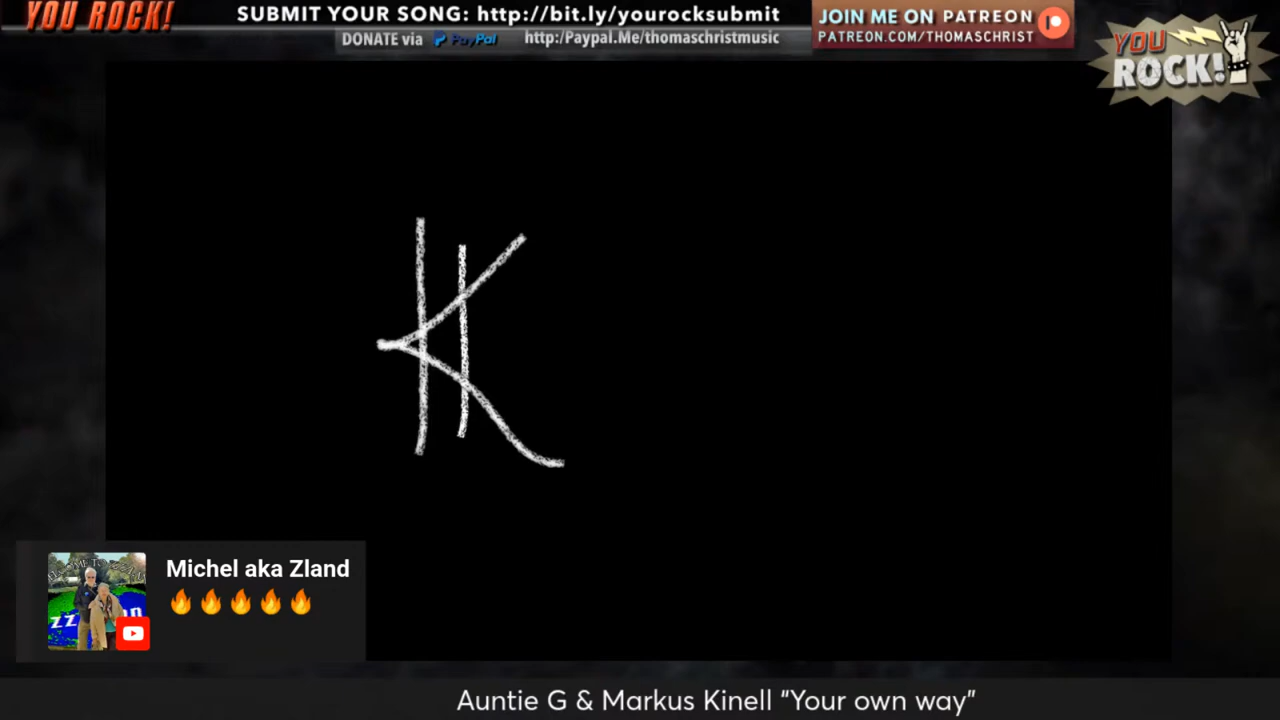 YOU ROCK!
SUBMIT YOUR SONG: http://bit.ly/yourocksubmit
DONATE via PayPal http:/Paypal.Me/thomaschristmusic
JOIN ME ON PATREON
PATREON.COM/THOMASCHRIST
YOU
ROCK!
K
Michel aka Zland
🔥🔥🔥🔥🔥
Auntie G & Markus Kinell “Your own way”